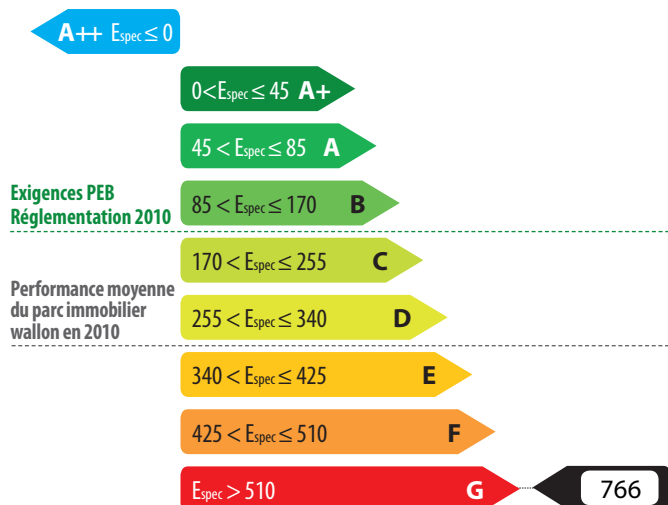 A++ Espec ≤ 0
0<Espec ≤ 45 A+
45 < Espec ≤ 85 A
Exigences PEB
Réglementation 2010
85 < Espec ≤ 170 B
170 < Espec ≤ 255 C
Performance moyenne
du parc immobilier
wallon en 2010
255 < Espec ≤ 340 D
340 < Espec ≤ 425 E
425 < Espec ≤ 510 F
Espec > 510 G 766